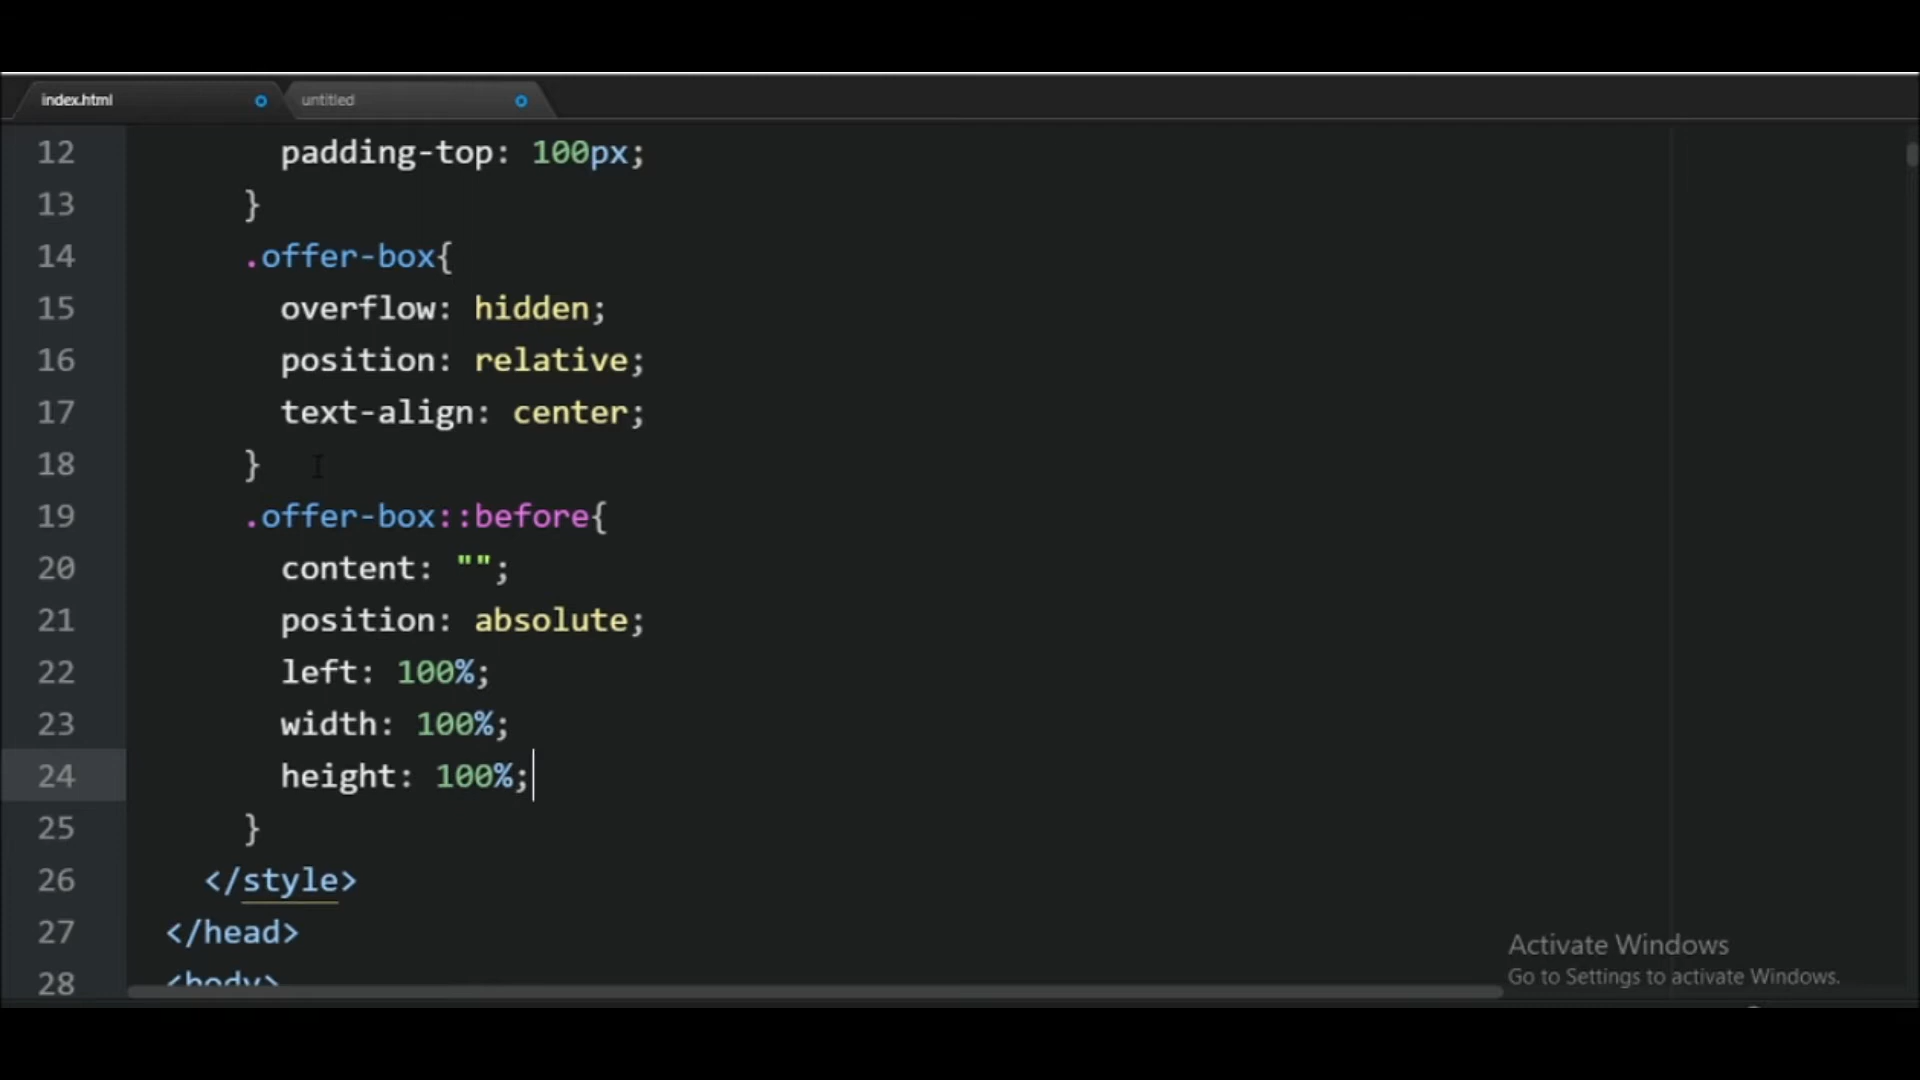 index.html
untitled
12 padding-top: 100px;
13 }
14 .offer-box{
15 overflow: hidden;
16 position: relative;
17 text-align: center;
18 }
19 .offer-box::before{
20 content: "";
21 position: absolute;
22 left: 100%;
23 width: 100%;
24 height: 100%;
25 }
26 </style>
27 </head>
28 <body>
Activate Windows
Go to Settings to activate Windows.